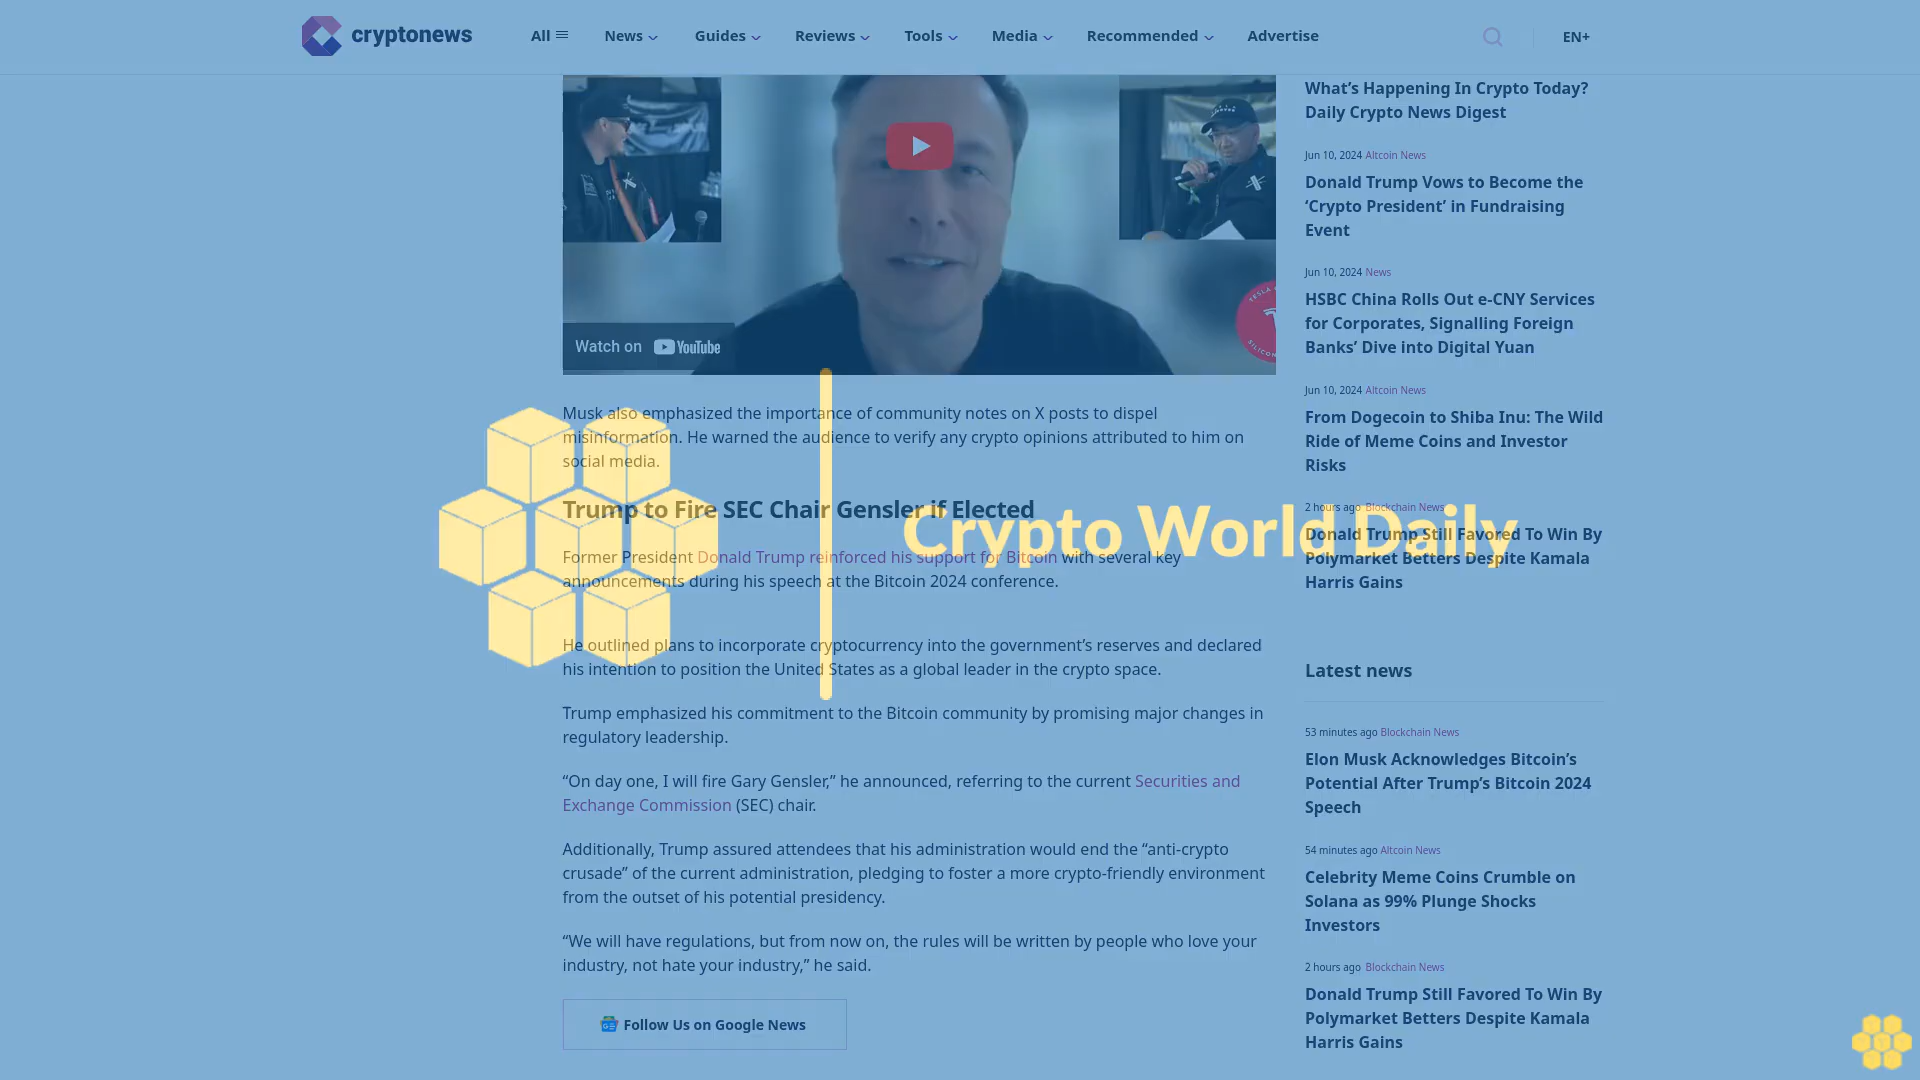 cryptonews
All
News
Guides
Reviews
Tools
Media
Recommended
Advertise
EN+
Watch on YouTube
Musk also emphasized the importance of community notes on X posts to dispel
misinformation. He warned the audience to verify any crypto opinions attributed to him on
social media.
Trump to Fire SEC Chair Gensler if Elected
Former President Donald Trump reinforced his support for Bitcoin with several key
announcements during his speech at the Bitcoin 2024 conference.
He outlined plans to incorporate cryptocurrency into the government’s reserves and declared
his intention to position the United States as a global leader in the crypto space.
Trump emphasized his commitment to the Bitcoin community by promising major changes in
regulatory leadership.
“On day one, I will fire Gary Gensler,” he announced, referring to the current Securities and
Exchange Commission (SEC) chair.
Additionally, Trump assured attendees that his administration would end the “anti-crypto
crusade” of the current administration, pledging to foster a more crypto-friendly environment
from the outset of his potential presidency.
“We will have regulations, but from now on, the rules will be written by people who love your
industry, not hate your industry,” he said.
Follow Us on Google News
Crypto World Daily
What’s Happening In Crypto Today?
Daily Crypto News Digest
Jun 10, 2024 Altcoin News
Donald Trump Vows to Become the
‘Crypto President’ in Fundraising
Event
Jun 10, 2024 News
HSBC China Rolls Out e-CNY Services
for Corporates, Signalling Foreign
Banks’ Dive into Digital Yuan
Jun 10, 2024 Altcoin News
From Dogecoin to Shiba Inu: The Wild
Ride of Meme Coins and Investor
Risks
2 hours ago Blockchain News
Donald Trump Still Favored To Win By
Polymarket Betters Despite Kamala
Harris Gains
Latest news
53 minutes ago Blockchain News
Elon Musk Acknowledges Bitcoin’s
Potential After Trump’s Bitcoin 2024
Speech
54 minutes ago Altcoin News
Celebrity Meme Coins Crumble on
Solana as 99% Plunge Shocks
Investors
2 hours ago Blockchain News
Donald Trump Still Favored To Win By
Polymarket Betters Despite Kamala
Harris Gains